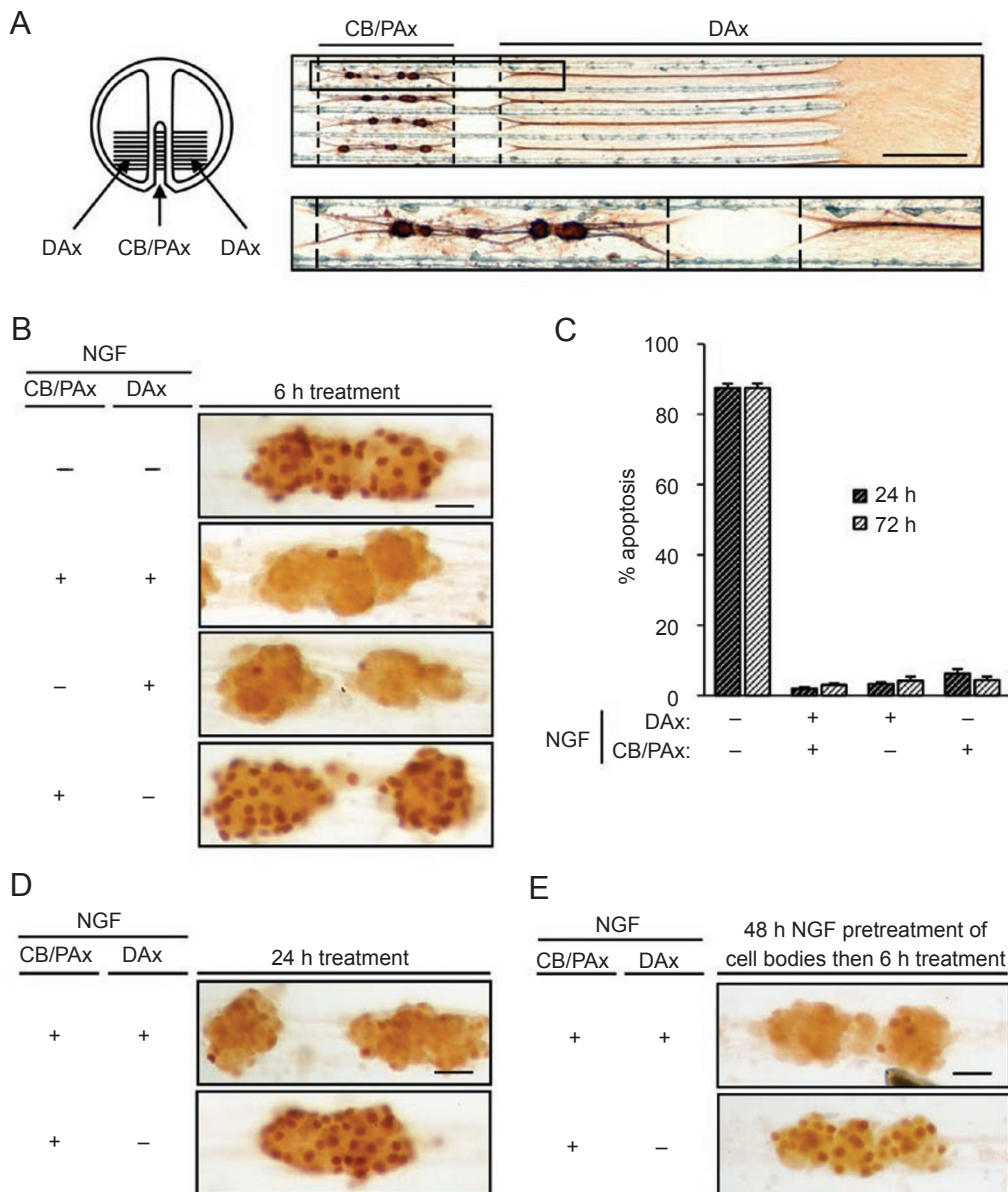 A
CB/PAx
DAx
DAx
CB/PAx
DAx
B
NGF
CB/PAx DAx
6 h treatment
– –
+ +
– +
+ –
C
100
80
60
40
20
0
% apoptosis
24 h
72 h
NGF
DAx: – + + –
CB/PAx: – + – +
D
NGF
CB/PAx DAx
24 h treatment
+ +
+ –
E
NGF
CB/PAx DAx
48 h NGF pretreatment of
cell bodies then 6 h treatment
+ +
+ –